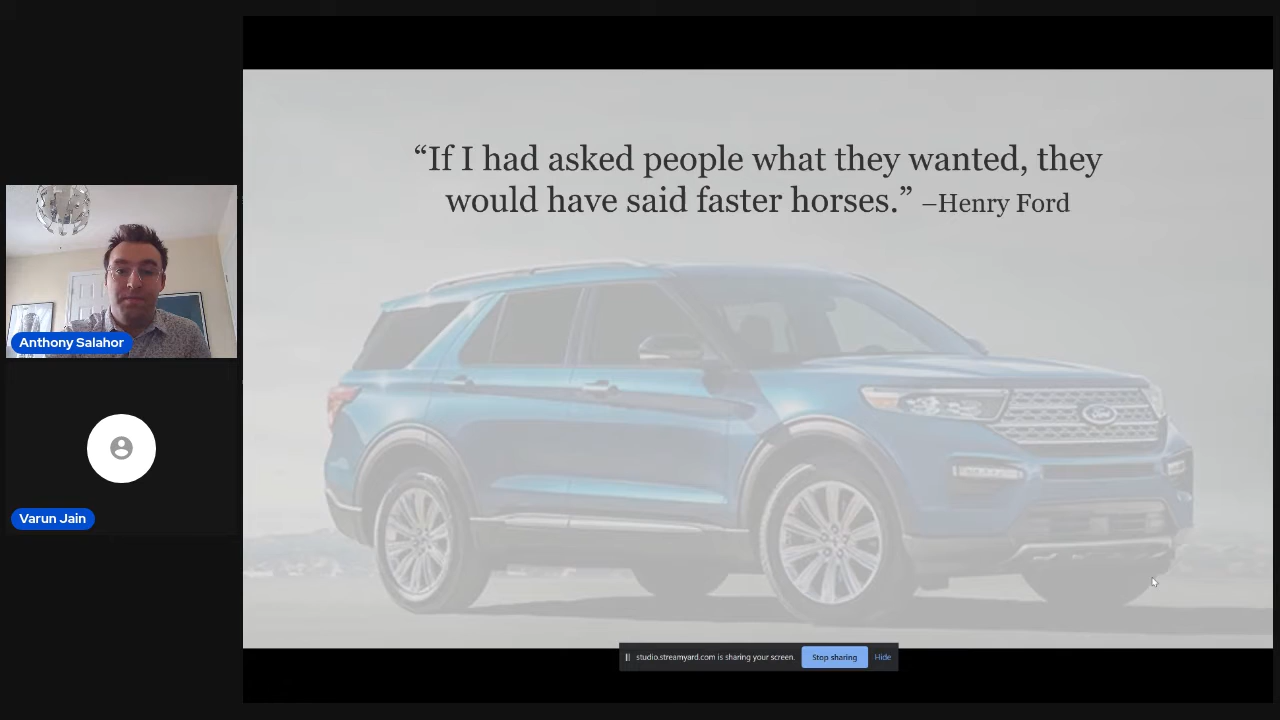 “If I had asked people what they wanted, they
would have said faster horses.” –Henry Ford
Ford
Anthony Salahor
Varun Jain
studio.streamyard.com is sharing your screen.
Stop sharing
Hide